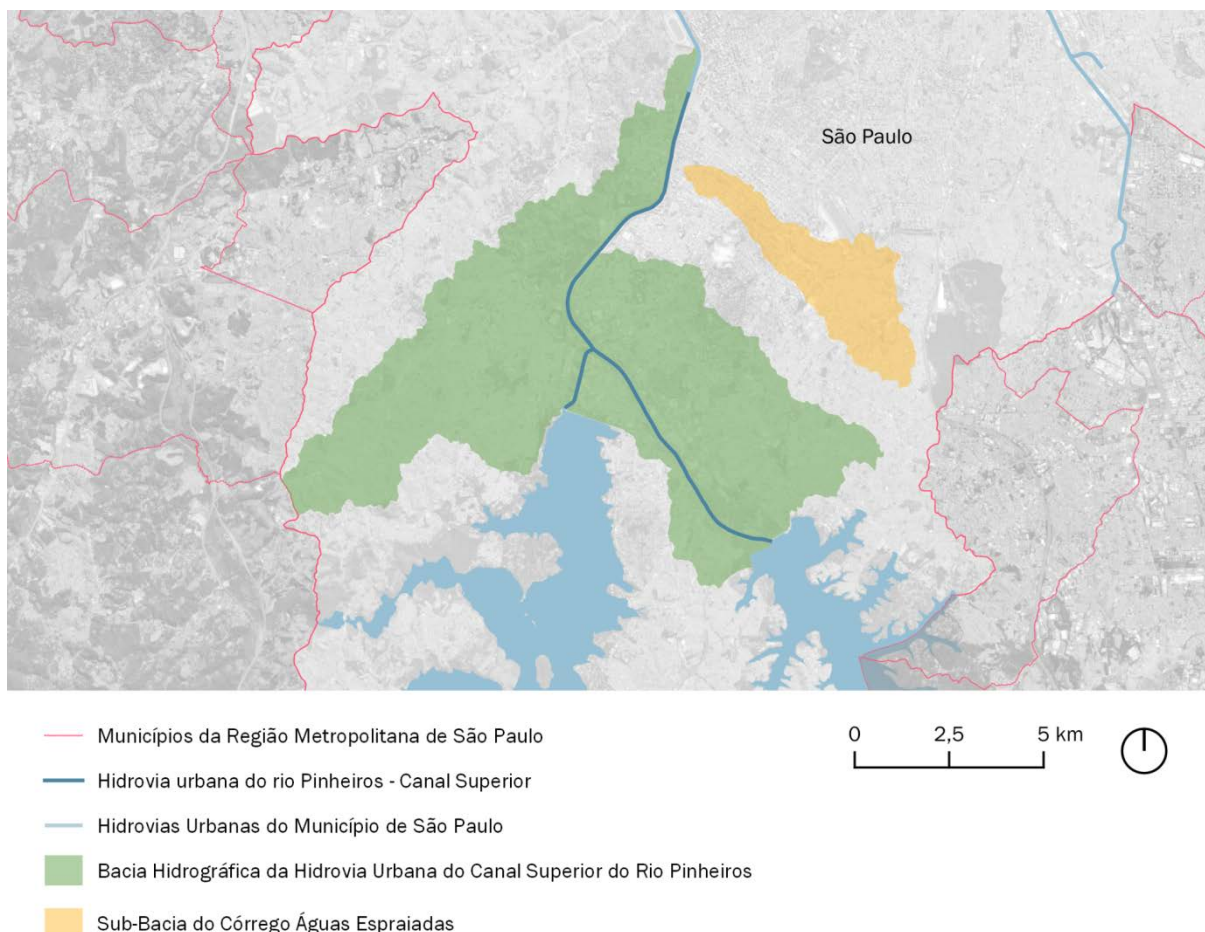 São Paulo
Municípios da Região Metropolitana de São Paulo
0 2,5 5 km
Hidrovia urbana do rio Pinheiros - Canal Superior
Hidrovias Urbanas do Município de São Paulo
Bacia Hidrográfica da Hidrovia Urbana do Canal Superior do Rio Pinheiros
Sub-Bacia do Córrego Águas Espraiadas